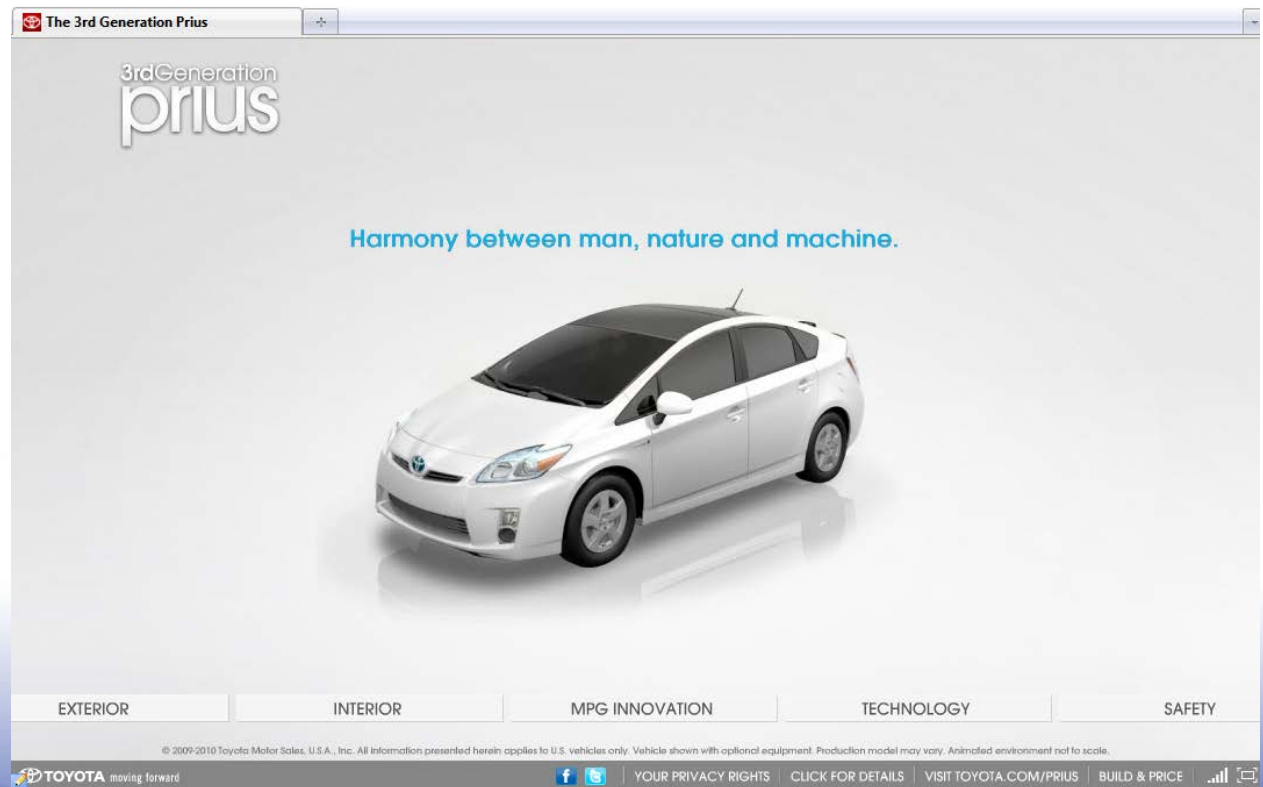 The 3rd Generation Prius
3rdGeneration
prius
Harmony between man, nature and machine.
EXTERIOR
INTERIOR
MPG INNOVATION
TECHNOLOGY
SAFETY
© 2009-2010 Toyota Motor Sales, U.S.A., Inc. All information presented herein applies to U.S. vehicles only. Vehicle shown with optional equipment. Production model may vary. Animated environment not to scale.
TOYOTA moving forward
YOUR PRIVACY RIGHTS
CLICK FOR DETAILS
VISIT TOYOTA.COM/PRIUS
BUILD & PRICE